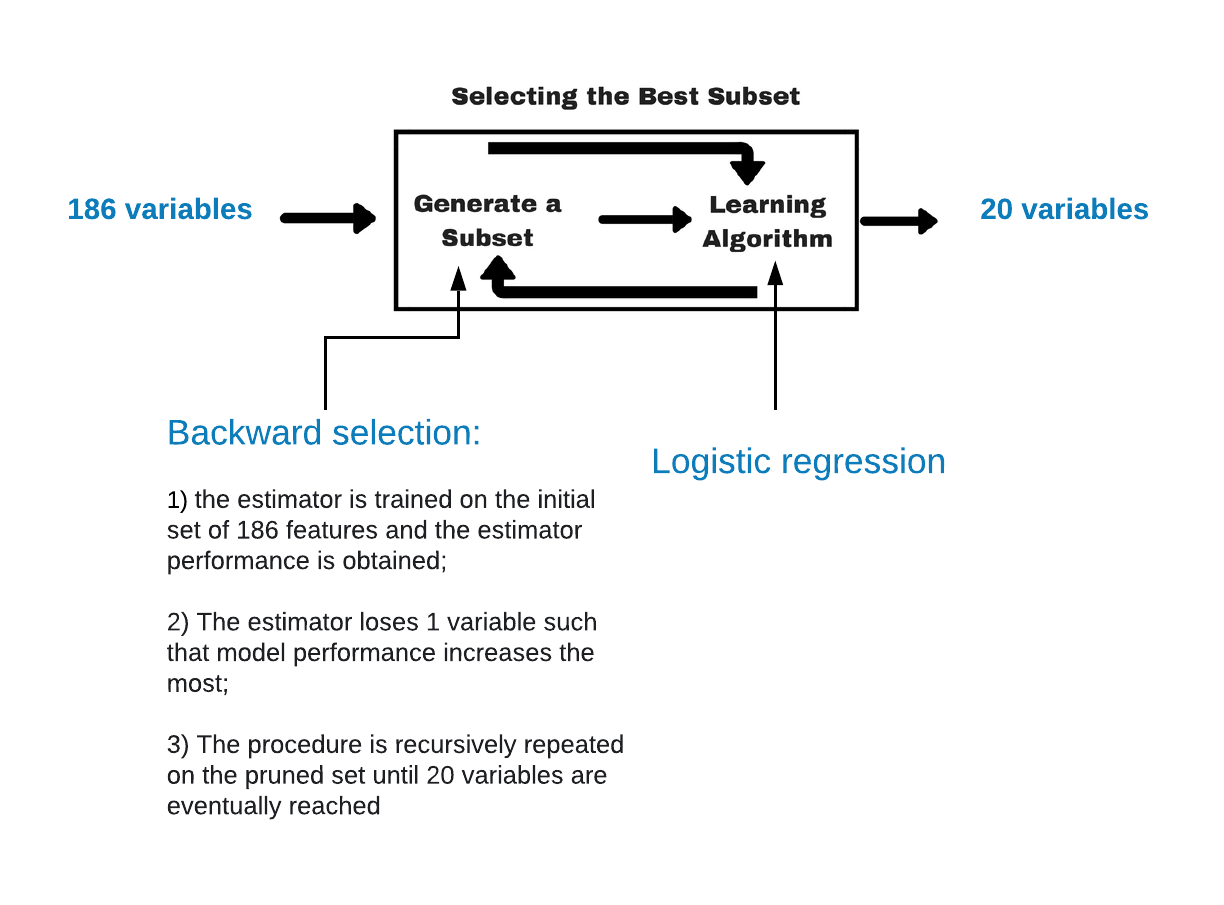 Selecting the Best Subset
186 variables
Generate a
Subset
Learning
Algorithm
20 variables
Backward selection:
1) the estimator is trained on the initial
set of 186 features and the estimator
performance is obtained;
2) The estimator loses 1 variable such
that model performance increases the
most;
3) The procedure is recursively repeated
on the pruned set until 20 variables are
eventually reached
Logistic regression